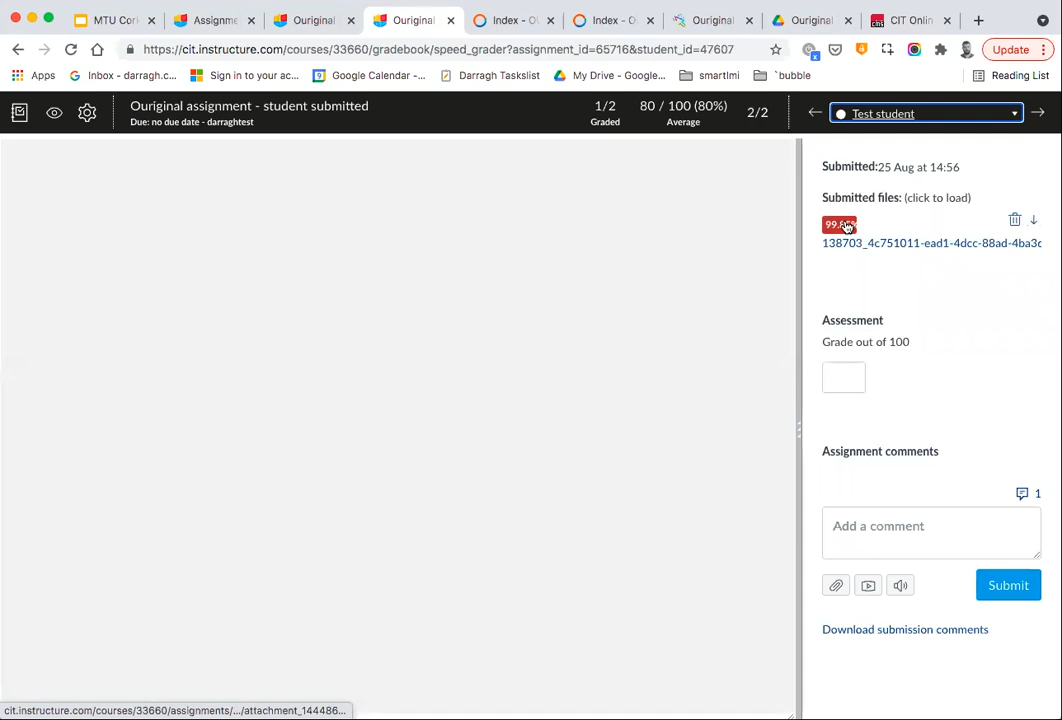 MTU Cork
Assignme
Ouriginal
Ouriginal
Index - O
Index - O
Ouriginal
Ouriginal
CIT Onlin
https://cit.instructure.com/courses/33660/gradebook/speed_grader?assignment_id=65716&student_id=47607
Update
Apps
Inbox - darragh.c...
Sign in to your ac...
Google Calendar -...
Darragh Tasklist
My Drive - Google...
smartlmi
`bubble
Reading List
Ouriginal assignment - student submitted
Due: no due date - darraghtest
1/2
Graded
80 / 100 (80%)
Average
2/2
Test student
Submitted:25 Aug at 14:56
Submitted files: (click to load)
138703_4c751011-ead1-4dcc-88ad-4ba3c
Assessment
Grade out of 100
Assignment comments
1
Add a comment
Submit
Download submission comments
cit.instructure.com/courses/33660/assignments/.../attachment_144486...